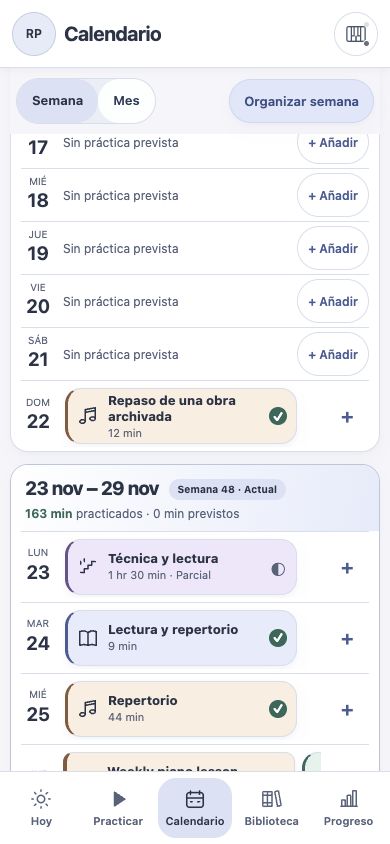 RP
Calendario
Semana
Mes
Organizar semana
17
Sin práctica prevista
+ Añadir
MIÉ
18
Sin práctica prevista
+ Añadir
JUE
19
Sin práctica prevista
+ Añadir
VIE
20
Sin práctica prevista
+ Añadir
SÁB
21
Sin práctica prevista
+ Añadir
DOM
22
Repaso de una obra
archivada
12 min
+
23 nov – 29 nov
Semana 48 · Actual
163 min practicados · 0 min previstos
LUN
23
Técnica y lectura
1 hr 30 min · Parcial
+
MAR
24
Lectura y repertorio
9 min
+
MIÉ
25
Repertorio
44 min
+
Weekly piano lesson
Hoy
Practicar
Calendario
Biblioteca
Progreso